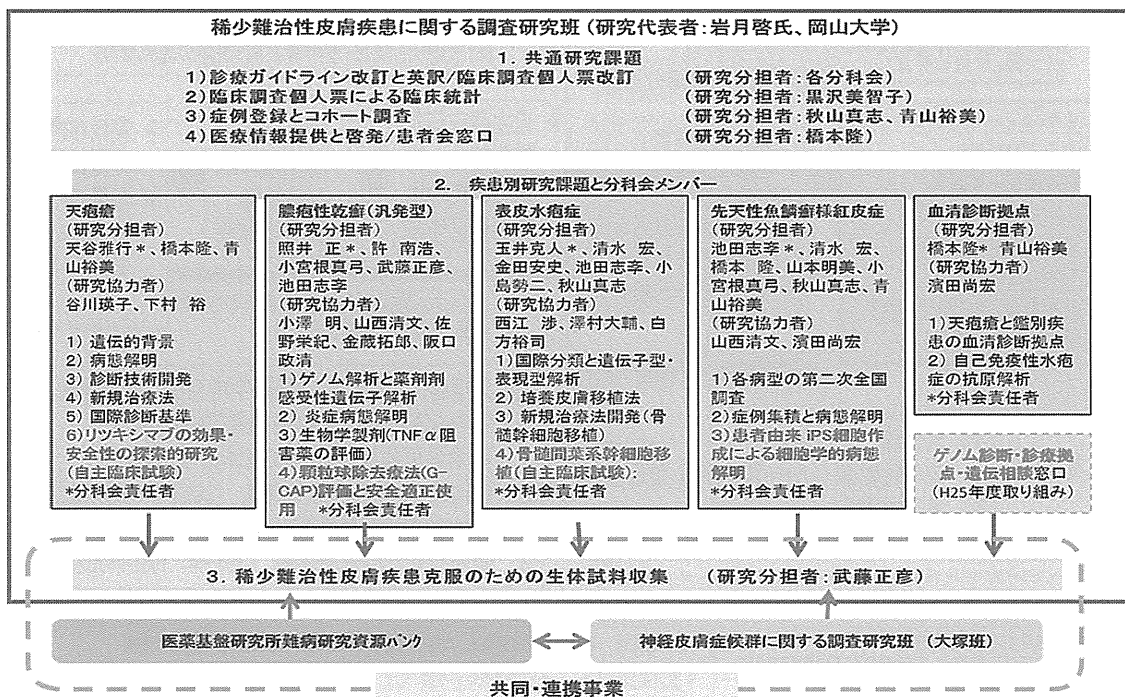 稀少難治性皮膚疾患に関する調査研究班（研究代表者：岩月啓氏、岡山大学）
1. 共通研究課題
1）診療ガイドライン改訂と英訳/臨床調査個人票改訂　（研究分担者：各分科会）
2）臨床調査個人票による臨床統計　（研究分担者：黒沢美智子）
3）症例登録とコホート調査　（研究分担者：秋山真志、青山裕美）
4）医療情報提供と啓発/患者会窓口　（研究分担者：橋本隆）
2. 疾患別研究課題と分科会メンバー
天疱瘡
（研究分担者）
天谷雅行＊、橋本隆、青
山裕美
（研究協力者）
谷川瑛子、下村　裕
1）遺伝的背景
2）病態解明
3）診断技術開発
4）新規治療法
5）国際診断基準
6）リツキシマブの効果・
安全性の探索的研究
（自主臨床試験）
*分科会責任者
膿疱性乾癬（汎発型）
（研究分担者）
照井　正＊、許　南浩、
小宮根真弓、武藤正彦、
池田志孝
（研究協力者）
小澤　明、山西清文、佐
野栄紀、金蔵拓郎、阪口
政清
1）ゲノム解析と薬剤剤
感受性遺伝子解析
2）炎症病態解明
3）生物学製剤（TNFα阻
害薬の評価）
4）顆粒球除去療法（G-
CAP）評価と安全適正使
用　*分科会責任者
表皮水疱症
（研究分担者）
玉井克人＊、清水　宏、
金田安史、池田志孝、小
島勢二、秋山真志
（研究協力者）
西江　渉、澤村大輔、白
方裕司
1）国際分類と遺伝子型・
表現型解析
2）培養皮膚移植法
3）新規治療法開発（骨
髄幹細胞移植）
4）骨髄間葉系幹細胞移
植（自主臨床試験）：
*分科会責任者
先天性魚鱗癬様紅皮症
（研究分担者）
池田志孝＊、清水　宏、
橋本　隆、山本明美、小
宮根真弓、秋山真志、青
山裕美
（研究協力者）
山西清文、濱田尚宏
1）各病型の第二次全国
調査
2）症例集積と病態解明
3）患者由来 iPS細胞作
成による細胞学的病態
解明
*分科会責任者
血清診断拠点
（研究分担者）
橋本隆＊ 青山裕美
（研究協力者）
濱田尚宏
1）天疱瘡と鑑別疾
患の血清診断拠点
2）自己免疫性水疱
症の抗原解析
*分科会責任者
ゲノム診断・診療拠
点・遺伝相談窓口
（H25年度取り組み）
3. 稀少難治性皮膚疾患克服のための生体試料収集　（研究分担者：武藤正彦）
医薬基盤研究所難病研究資源バンク
神経皮膚症候群に関する調査研究班　（大塚班）
共同・連携事業